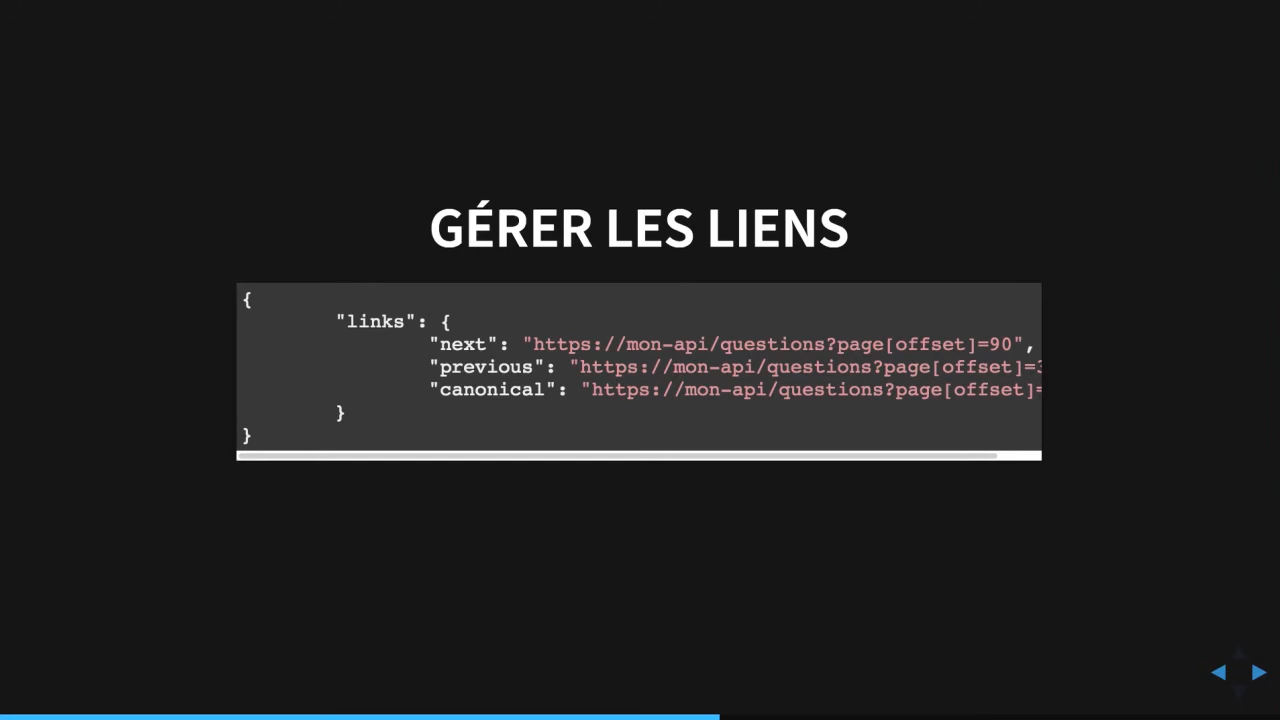 GÉRER LES LIENS
{
"links": {
"next": "https://mon-api/questions?page[offset]=90",
"previous": "https://mon-api/questions?page[offset]=3
"canonical": "https://mon-api/questions?page[offset]=
}
}